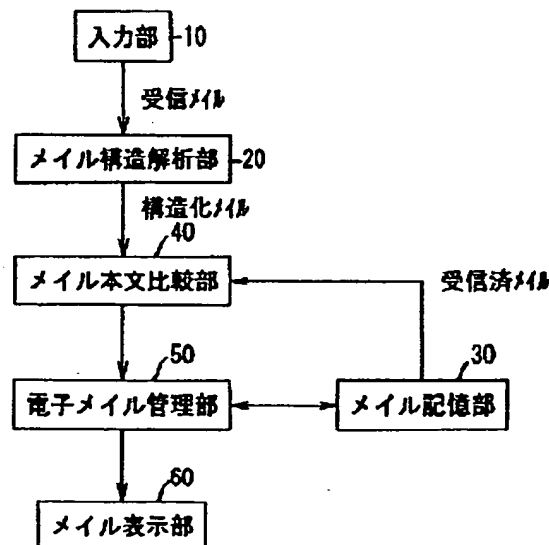 入力部 10
受信メイル
メイル構造解析部 20
構造化メイル
40
メイル本文比較部
受信済メイル
50
30
電子メイル管理部
メイル記憶部
60
メイル表示部